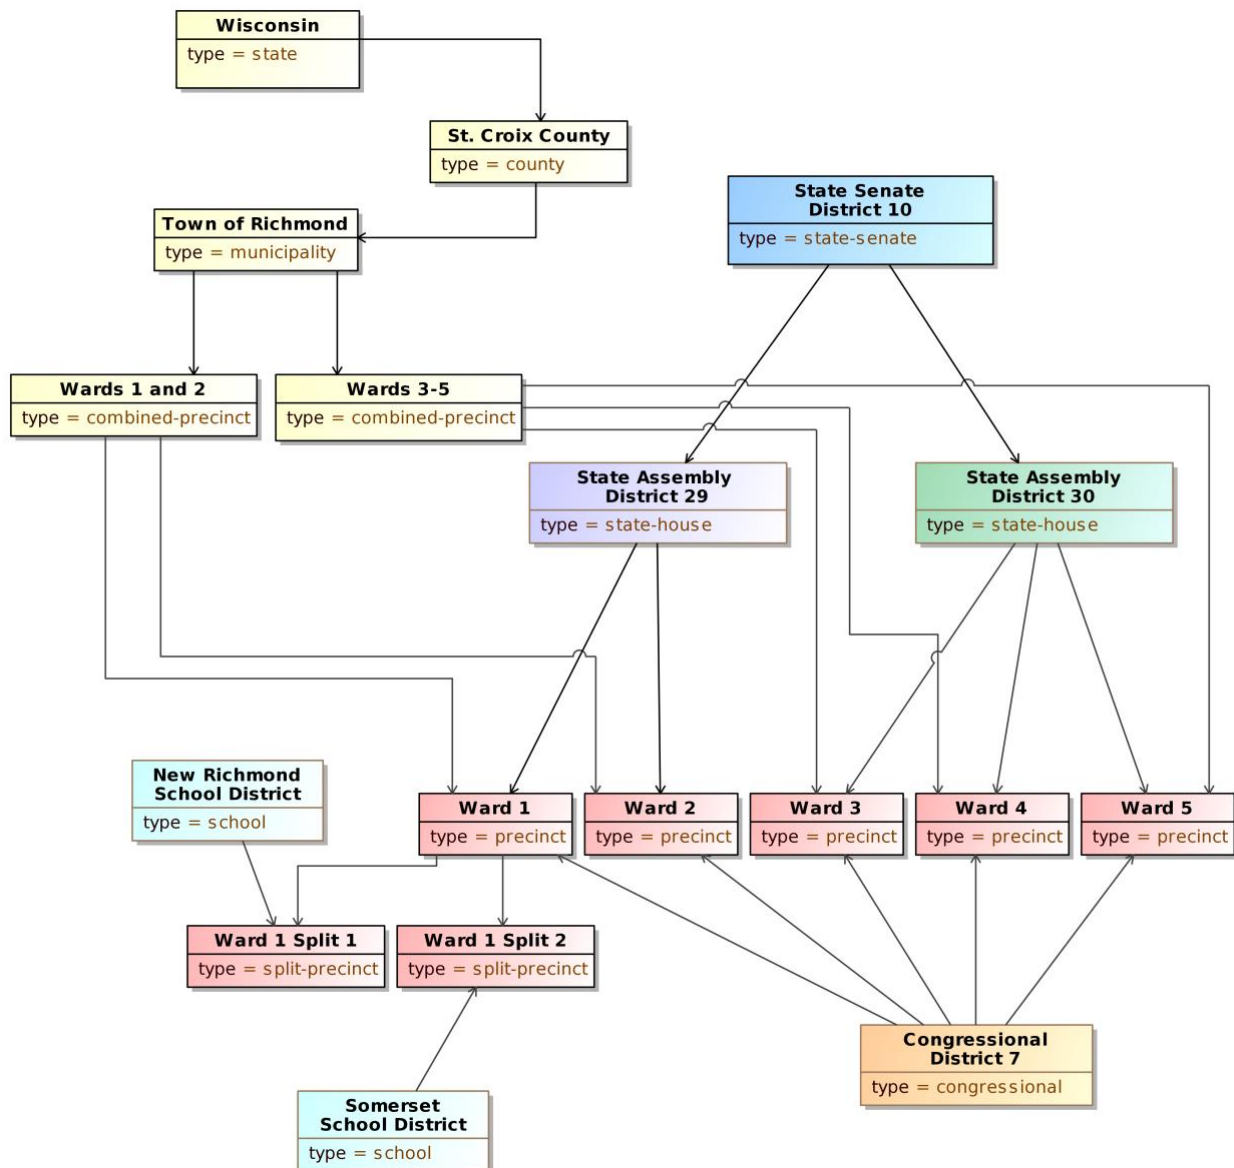 Wisconsin
type = state
St. Croix County
type = county
State Senate
District 10
type = state-senate
Town of Richmond
type = municipality
Wards 1 and 2
type = combined-precinct
Wards 3-5
type = combined-precinct
State Assembly
District 29
type = state-house
State Assembly
District 30
type = state-house
New Richmond
School District
type = school
Ward 1
type = precinct
Ward 2
type = precinct
Ward 3
type = precinct
Ward 4
type = precinct
Ward 5
type = precinct
Ward 1 Split 1
type = split-precinct
Ward 1 Split 2
type = split-precinct
Congressional
District 7
type = congressional
Somerset
School District
type = school